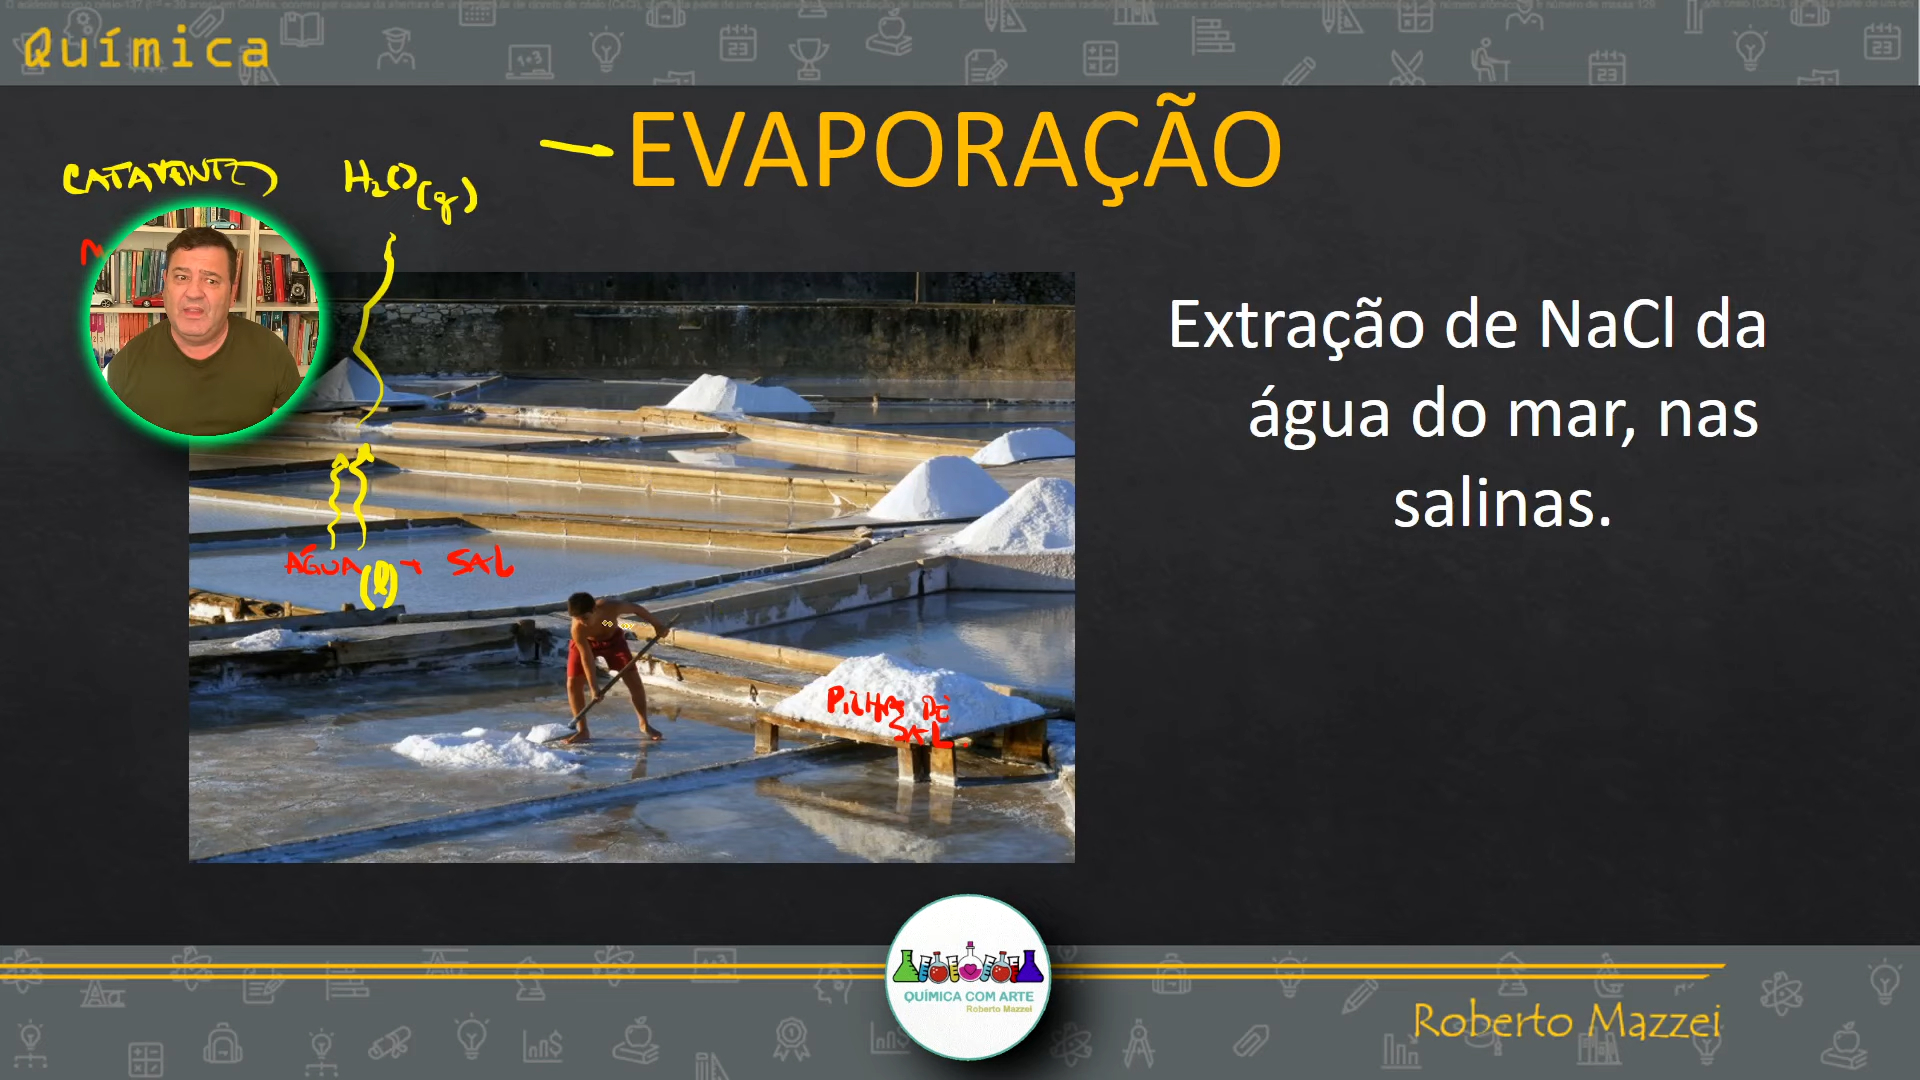 Química
EVAPORAÇÃO
CATAVENTO
H₂O(g)
Extração de NaCl da
água do mar, nas
salinas.
ÁGUA(l) + SAL
PILHA DE
SAL.
QUÍMICA COM ARTE
Roberto Mazzei
Roberto Mazzei